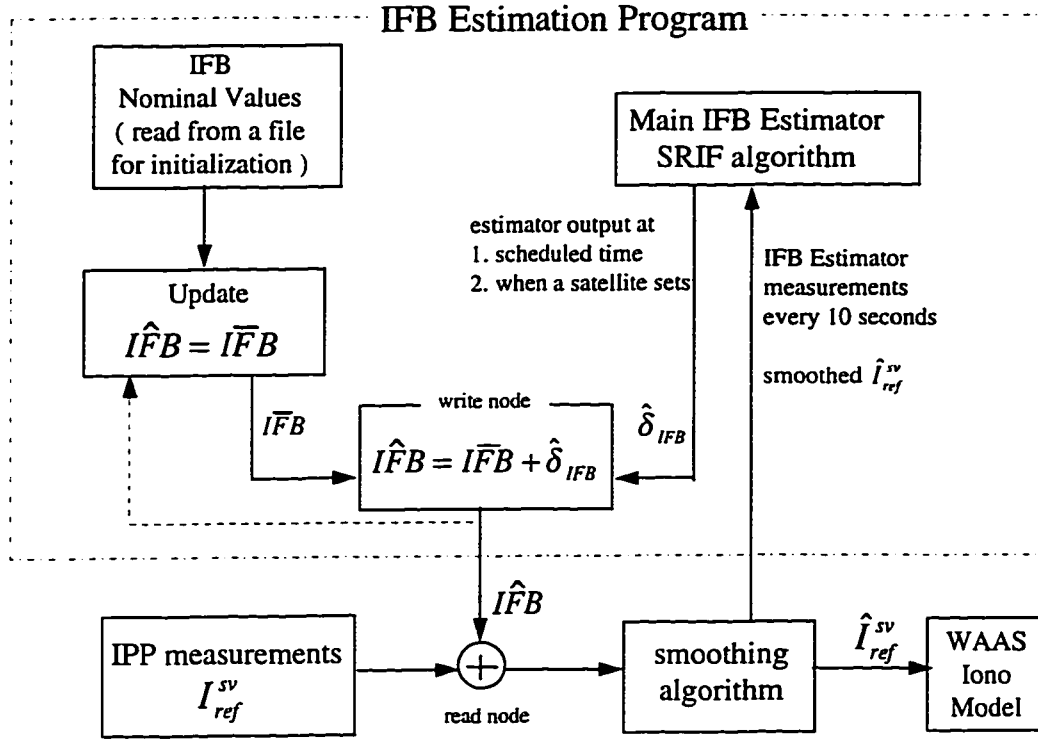 IFB Estimation Program
IFB
Nominal Values
( read from a file
for initialization )
Main IFB Estimator
SRIF algorithm
estimator output at
1. scheduled time
2. when a satellite sets
IFB Estimator
measurements
every 10 seconds
smoothed Î_ref^sv
Update
IF̂B = IF̄B
IF̄B
write node
IF̂B = IF̄B + δ̂_IFB
δ̂_IFB
IF̂B
IPP measurements
I_ref^sv
+
read node
smoothing
algorithm
Î_ref^sv
WAAS
Iono
Model